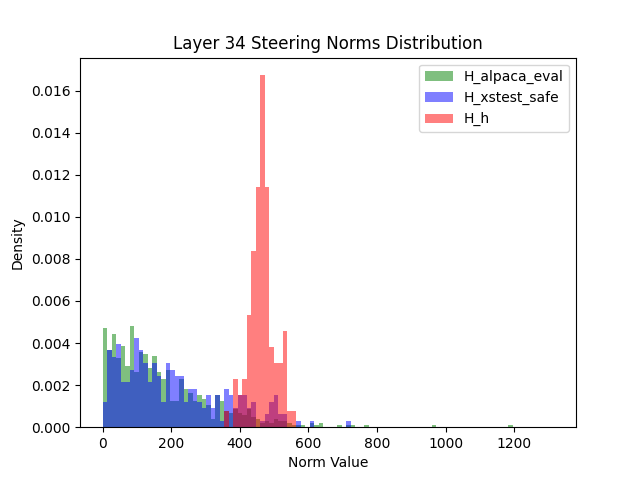 Layer 34 Steering Norms Distribution
H_alpaca_eval
H_xstest_safe
H_h
0.016
0.014
0.012
0.010
0.008
0.006
0.004
0.002
0.000
Density
0 200 400 600 800 1000 1200
Norm Value